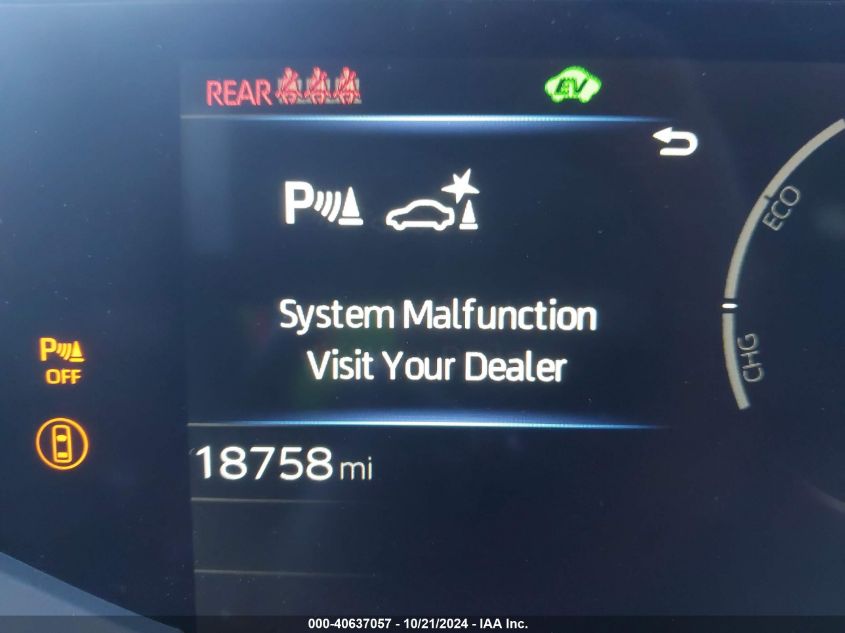 REAR
EV
P
ECO
System Malfunction
Visit Your Dealer
CHG
P
OFF
18758 mi
000-40637057 - 10/21/2024 - IAA Inc.